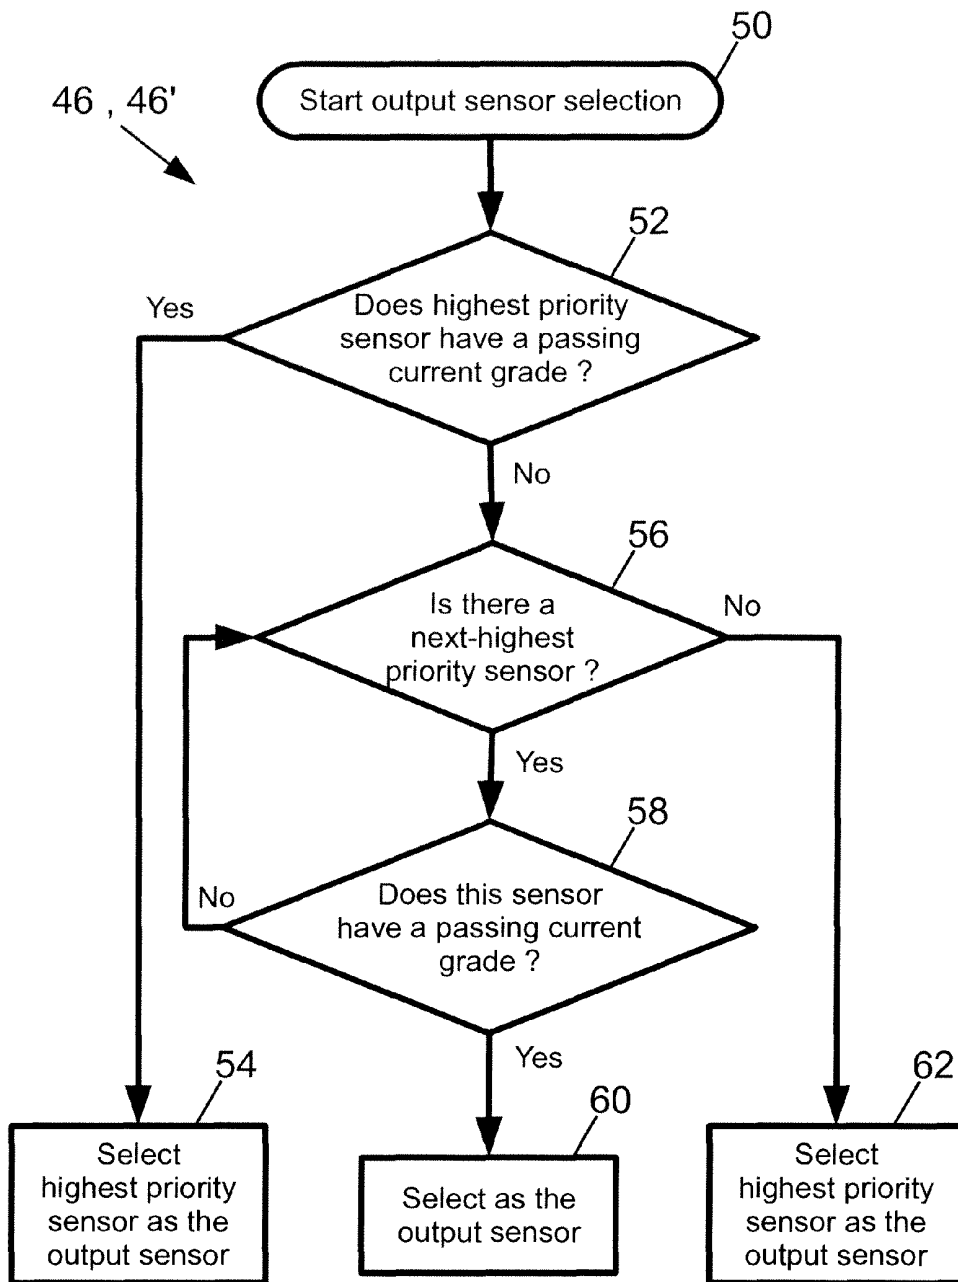 50
Start output sensor selection
46 , 46'
52
Does highest priority
sensor have a passing
current grade ?
Yes
No
56
Is there a
next-highest
priority sensor ?
No
Yes
58
Does this sensor
have a passing current
grade ?
No
Yes
54
Select
highest priority
sensor as the
output sensor
60
Select as the
output sensor
62
Select
highest priority
sensor as the
output sensor